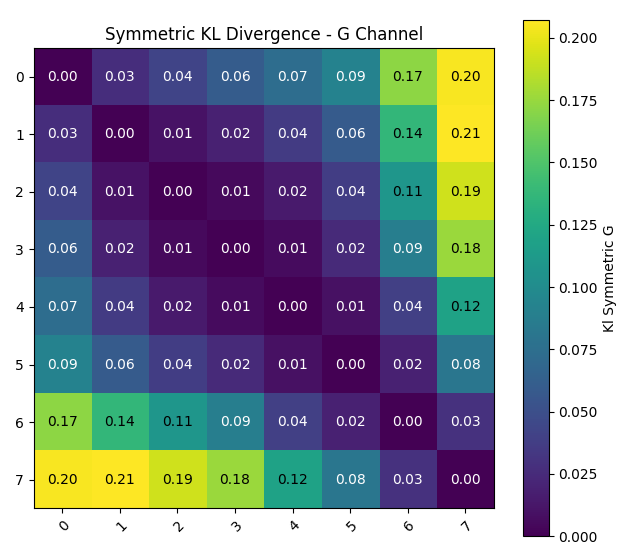 Symmetric KL Divergence - G Channel
0 0.00 0.03 0.04 0.06 0.07 0.09 0.17 0.20
1 0.03 0.00 0.01 0.02 0.04 0.06 0.14 0.21
2 0.04 0.01 0.00 0.01 0.02 0.04 0.11 0.19
3 0.06 0.02 0.01 0.00 0.01 0.02 0.09 0.18
4 0.07 0.04 0.02 0.01 0.00 0.01 0.04 0.12
5 0.09 0.06 0.04 0.02 0.01 0.00 0.02 0.08
6 0.17 0.14 0.11 0.09 0.04 0.02 0.00 0.03
7 0.20 0.21 0.19 0.18 0.12 0.08 0.03 0.00
0 1 2 3 4 5 6 7
0.200
0.175
0.150
0.125
0.100
0.075
0.050
0.025
0.000
Kl Symmetric G